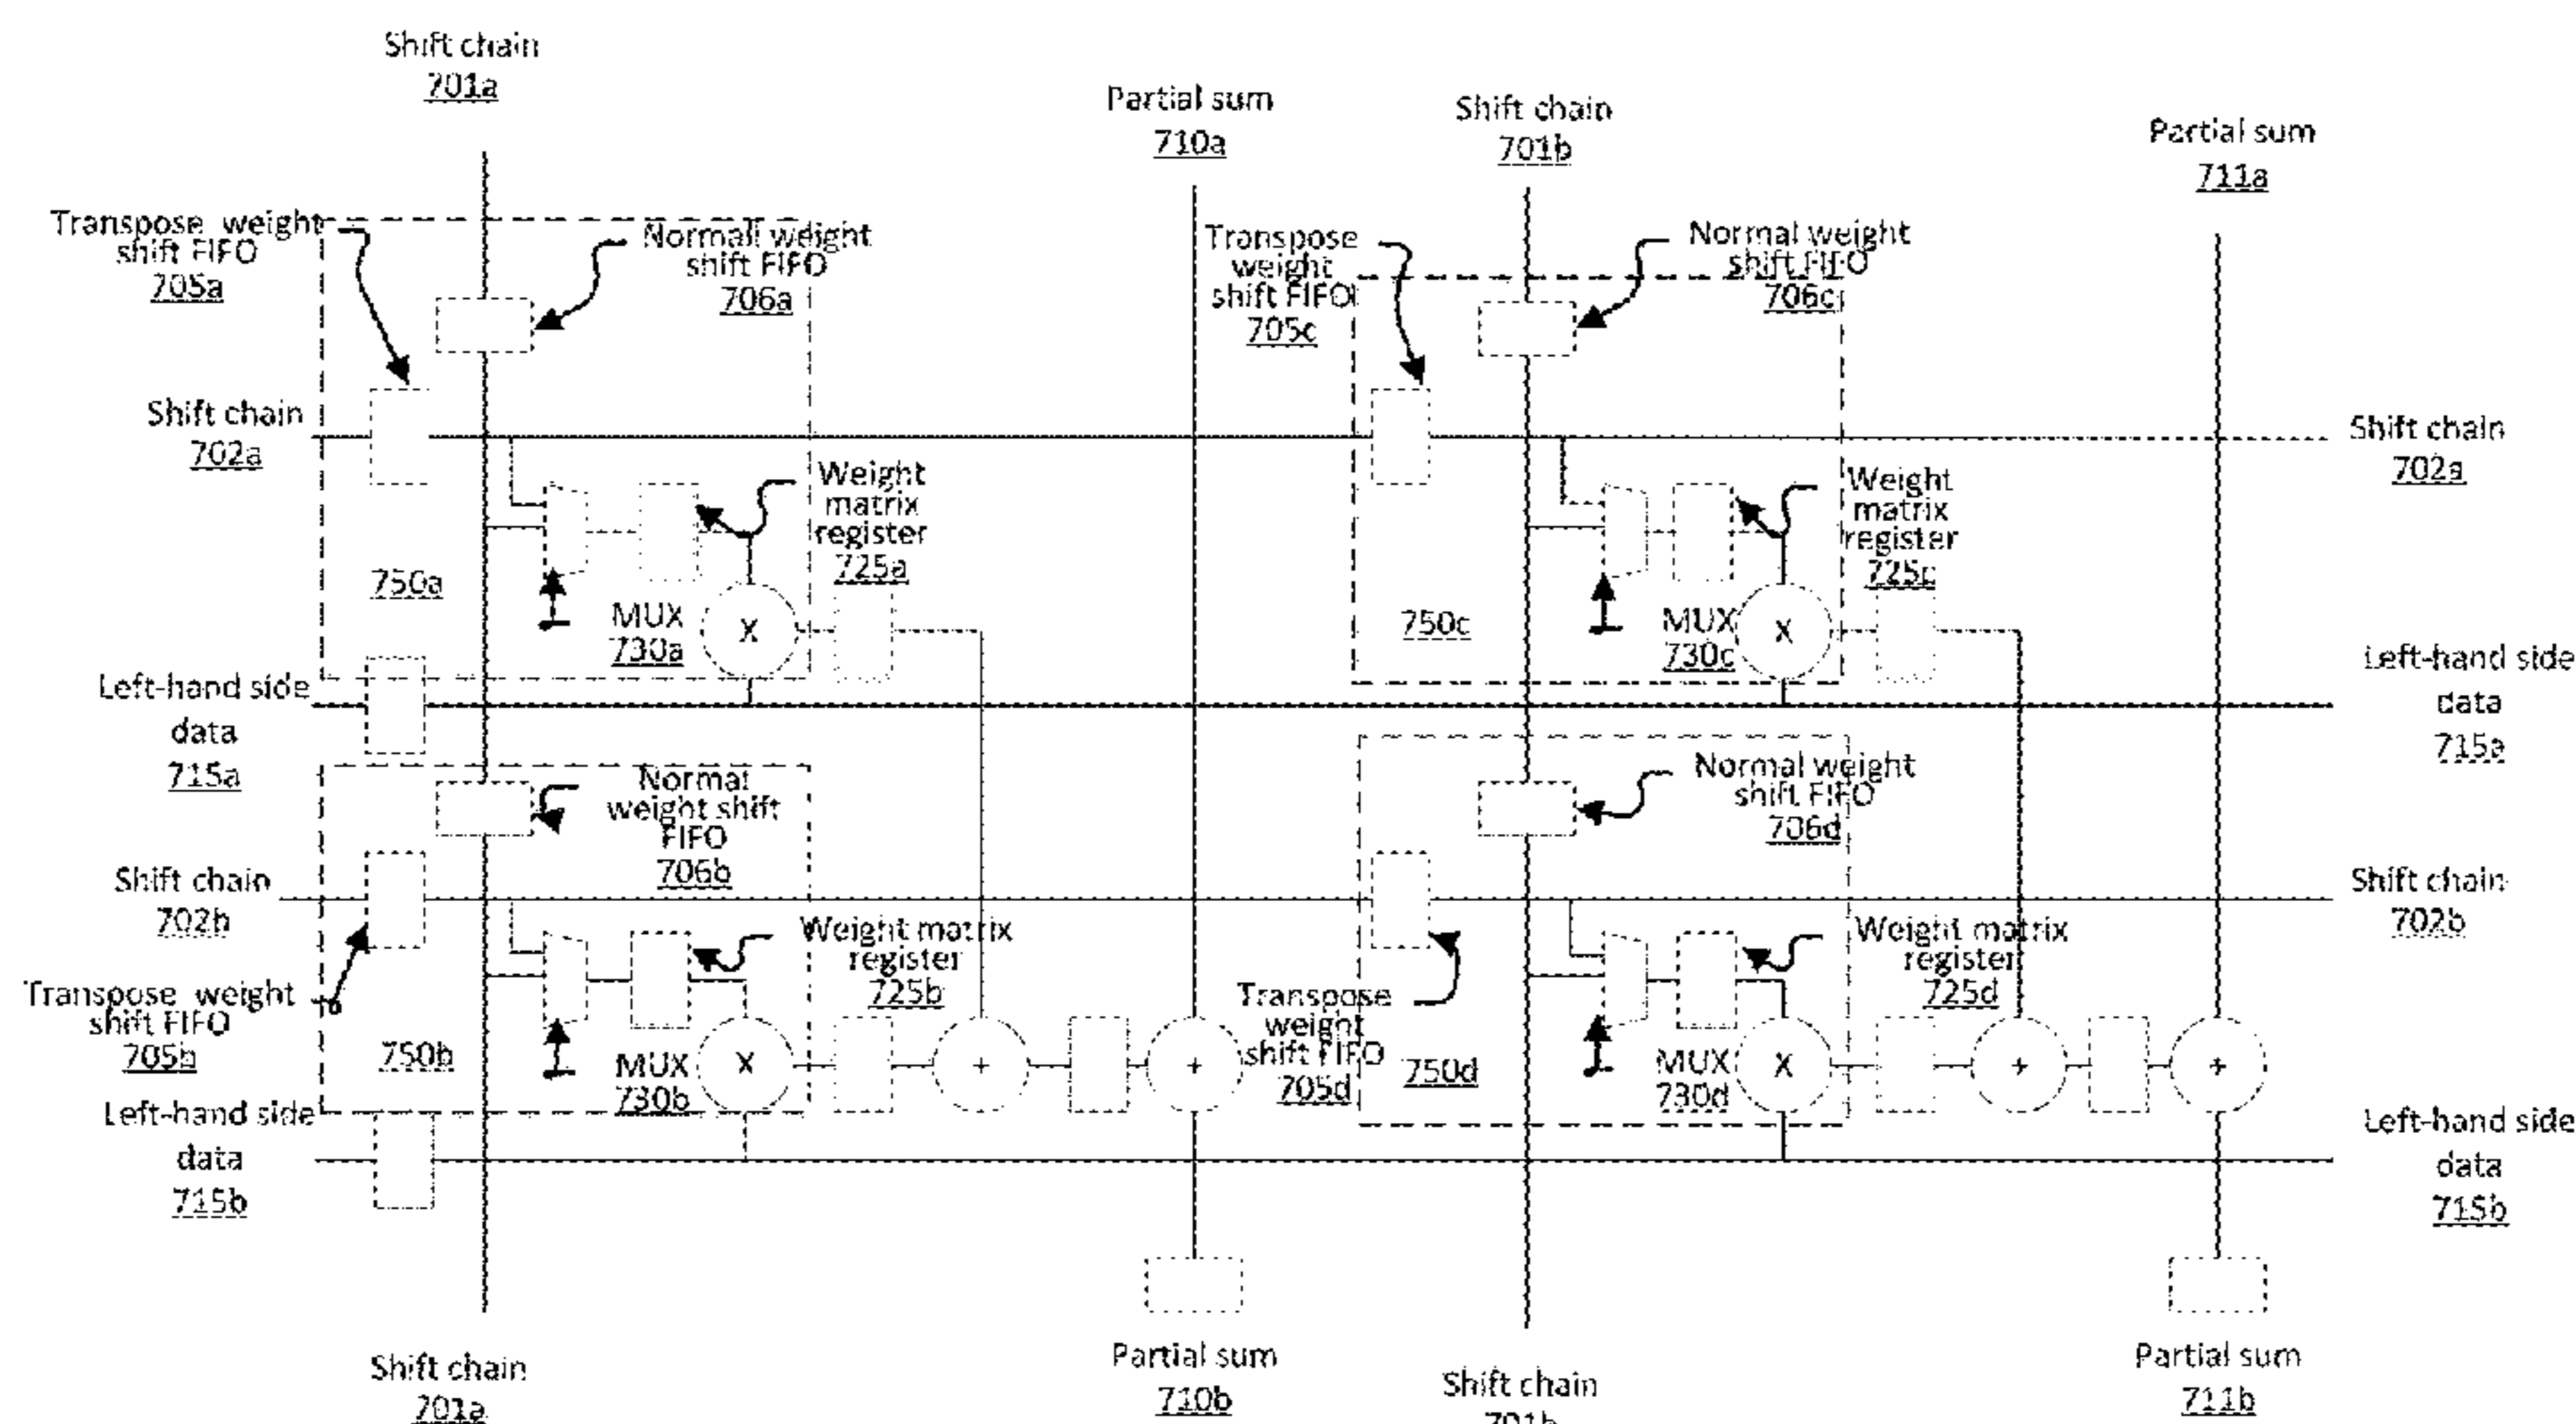 Shift chain
701a
Partial sum
710a
Shift chain
701b
Partial sum
711a
Transpose weight
shift FIFO
705a
Normal weight
shift FIFO
706a
Transpose
weight
shift FIFO
705c
Normal weight
shift FIFO
706c
Shift chain
702a
Shift chain
702a
Weight
matrix
register
725a
Weight
matrix
register
725c
750a
MUX
730a
X
750c
MUX
730c
X
Left-hand side
data
715a
Left-hand side
data
715a
Normal
weight shift
FIFO
706b
Normal weight
shift FIFO
706d
Shift chain
702b
Shift chain
702b
Weight matrix
register
725b
Weight matrix
register
725d
Transpose weight
shift FIFO
705b
Transpose
weight
shift FIFO
705d
750b
MUX
730b
X
+
+
750d
MUX
730d
X
+
+
Left-hand side
data
715b
Left-hand side
data
715b
Shift chain
701a
Partial sum
710b
Shift chain
701b
Partial sum
711b